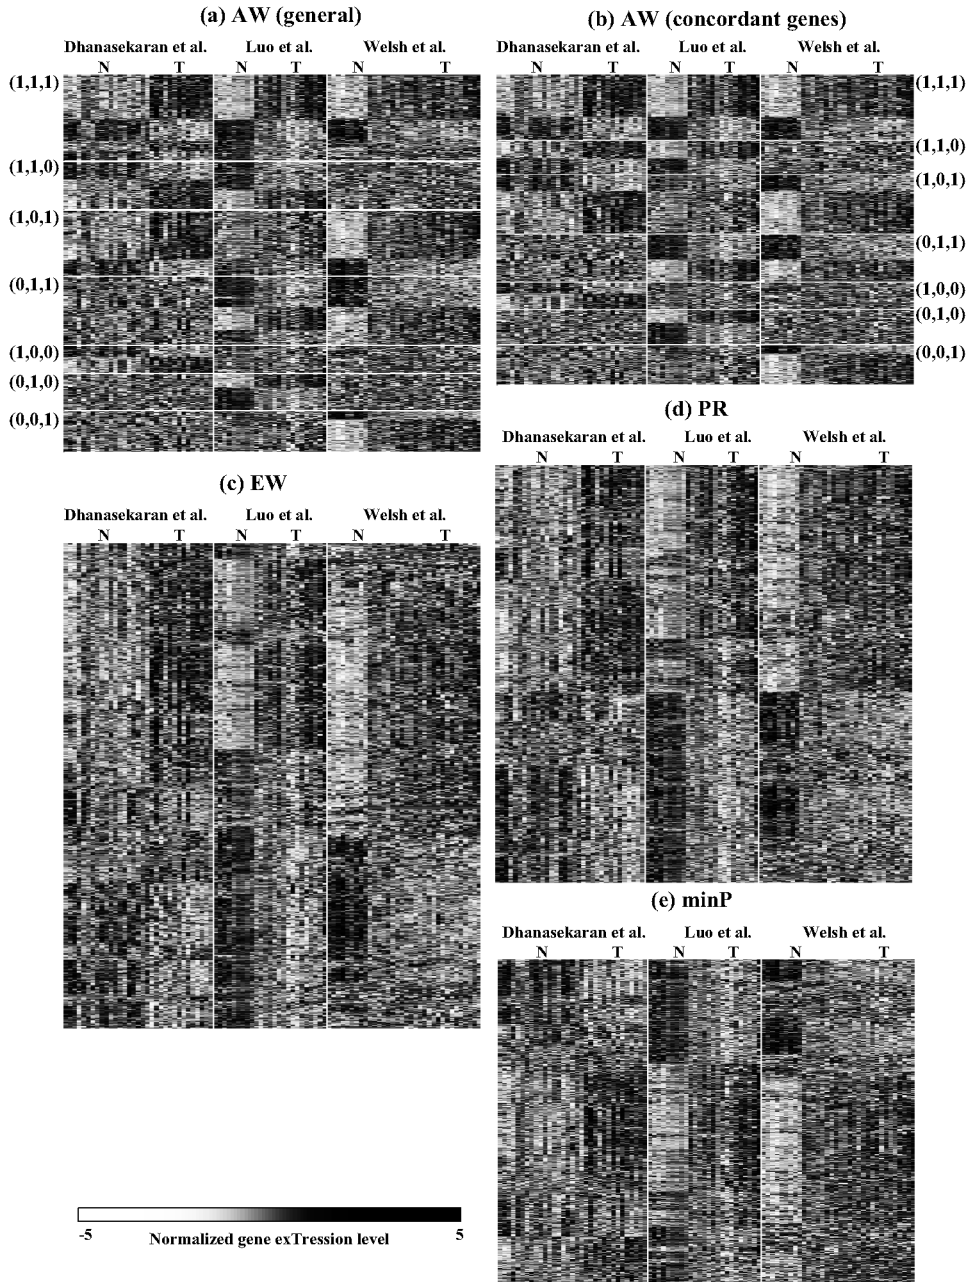 (a) AW (general)
Dhanasekaran et al. Luo et al. Welsh et al.
N T N T N T
(1,1,1)
(1,1,0)
(1,0,1)
(0,1,1)
(1,0,0)
(0,1,0)
(0,0,1)
(b) AW (concordant genes)
Dhanasekaran et al. Luo et al. Welsh et al.
N T N T N T
(1,1,1)
(1,1,0)
(1,0,1)
(0,1,1)
(1,0,0)
(0,1,0)
(0,0,1)
(c) EW
Dhanasekaran et al. Luo et al. Welsh et al.
N T N T N T
(d) PR
Dhanasekaran et al. Luo et al. Welsh et al.
N T N T N T
(e) minP
Dhanasekaran et al. Luo et al. Welsh et al.
N T N T N T
-5 Normalized gene exTression level 5